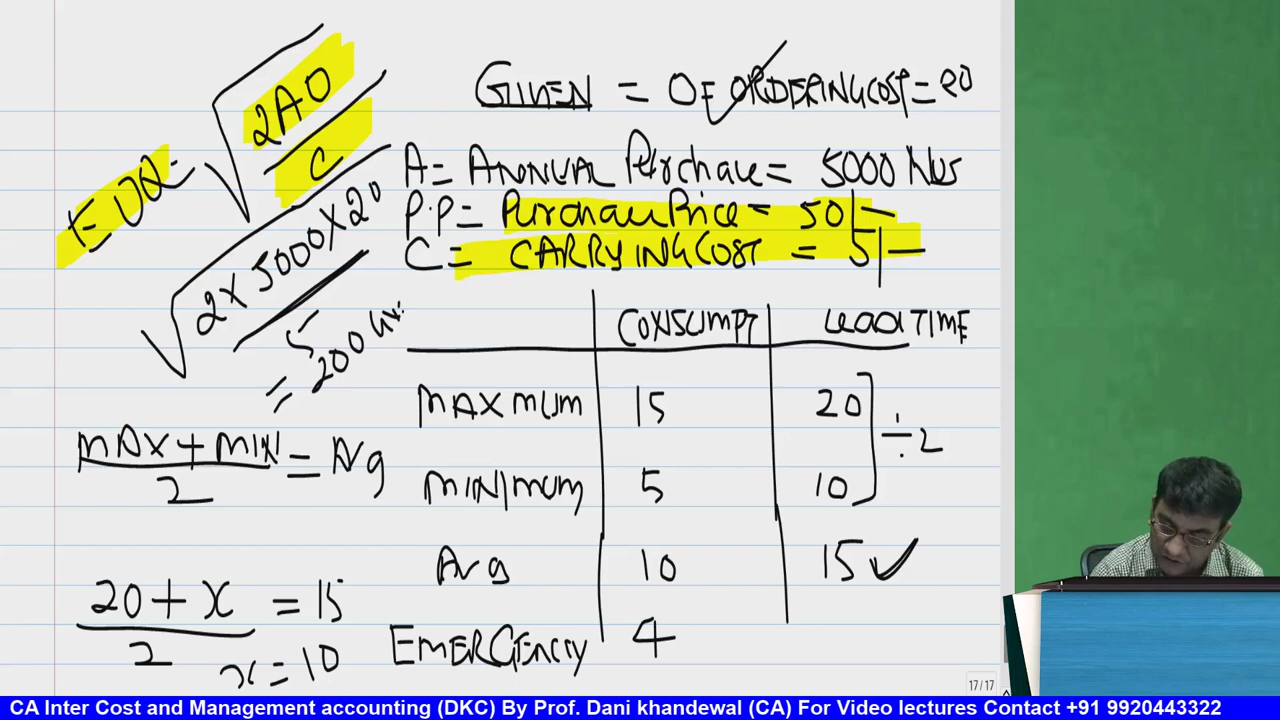 EOQ = √2AO
C
√2 X 5000 X 20
5
= 200
GIVEN = O = ORDERING COST = 20
A = ANNUAL Purchase = 5000 Nos
P.P = Purchase Price = 50/-
C = CARRYING COST = 5/-
CONSUMPT LEAD TIME
MAXMUM 15 20
÷ 2
MINIMUM 5 10
Avg 10 15 ✓
EMERGENCY 4
MAX + MIN = Avg
2
20 + x = 15
2
x = 10
17/17
CA Inter Cost and Management accounting (DKC) By Prof. Dani khandewal (CA) For Video lectures Contact +91 9920443322